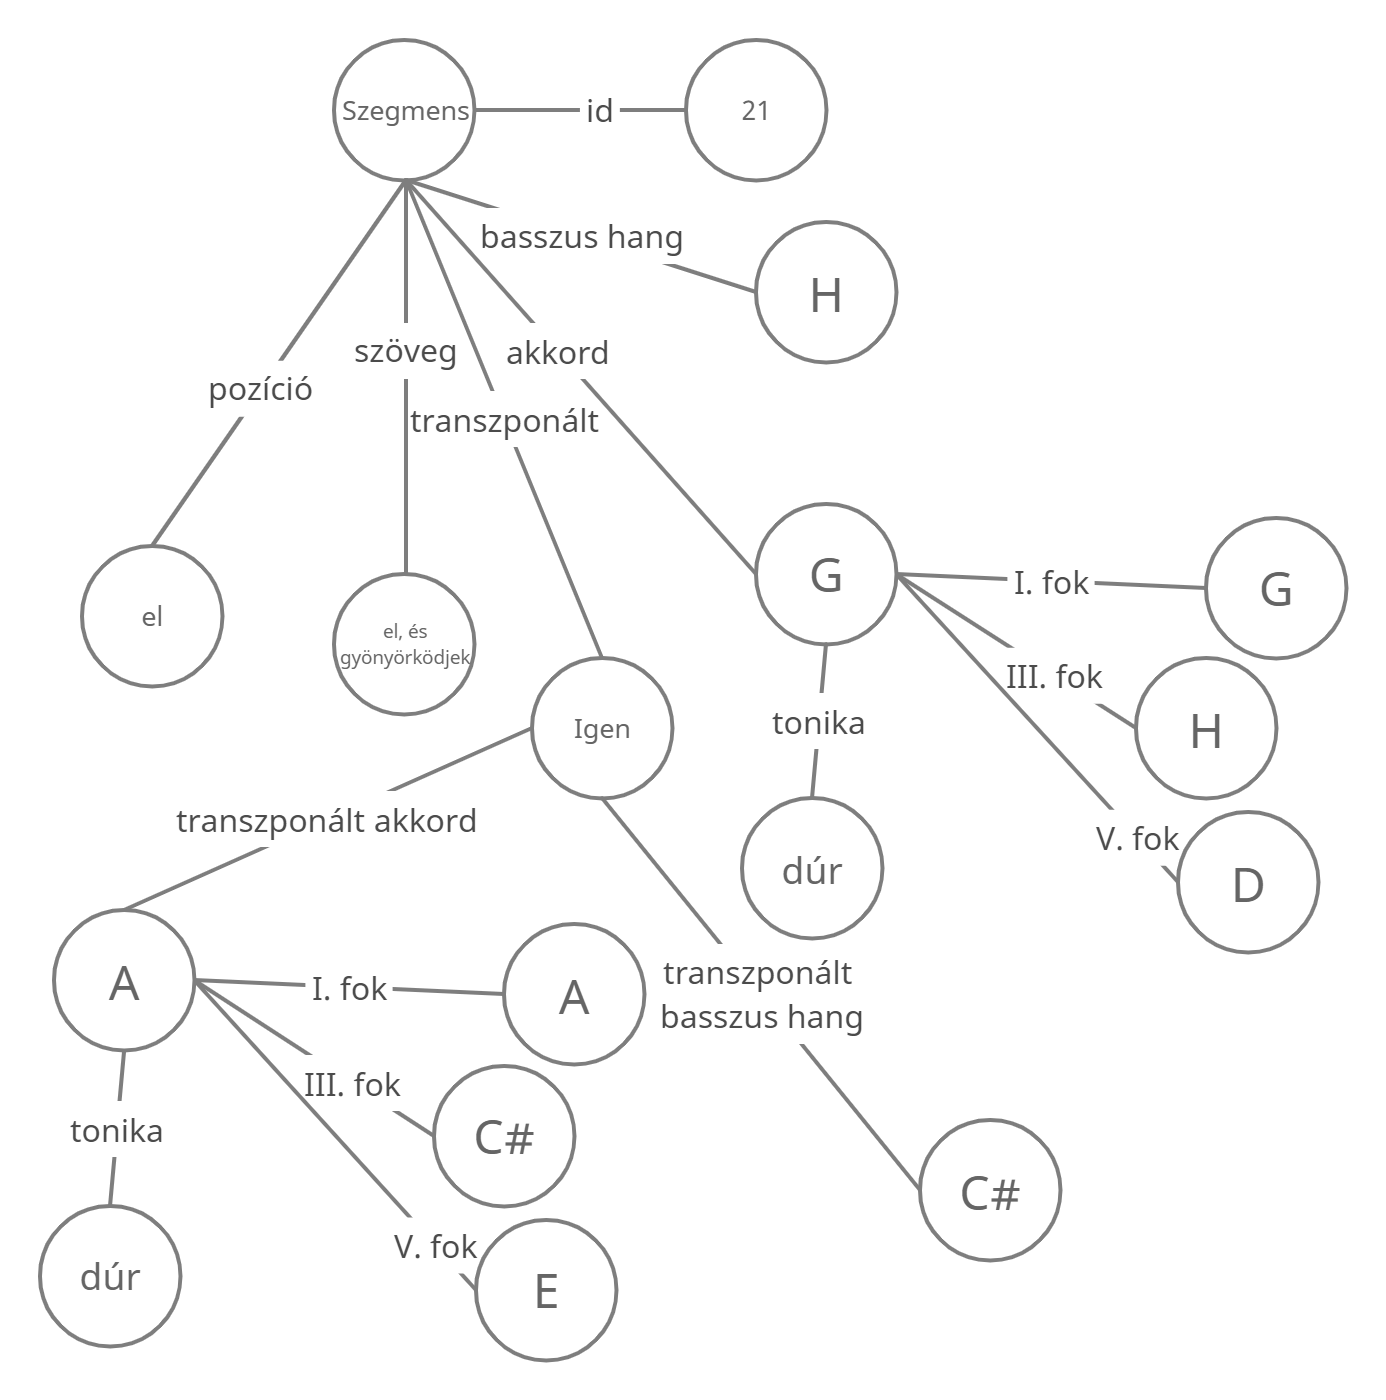 Szegmens
id
21
basszus hang
H
szöveg
akkord
pozíció
transzponált
G
I. fok
G
el
el, és
gyönyörködjek
III. fok
H
Igen
tonika
transzponált akkord
V. fok
dúr
D
A
I. fok
A
transzponált
basszus hang
III. fok
C#
tonika
C#
V. fok
dúr
E